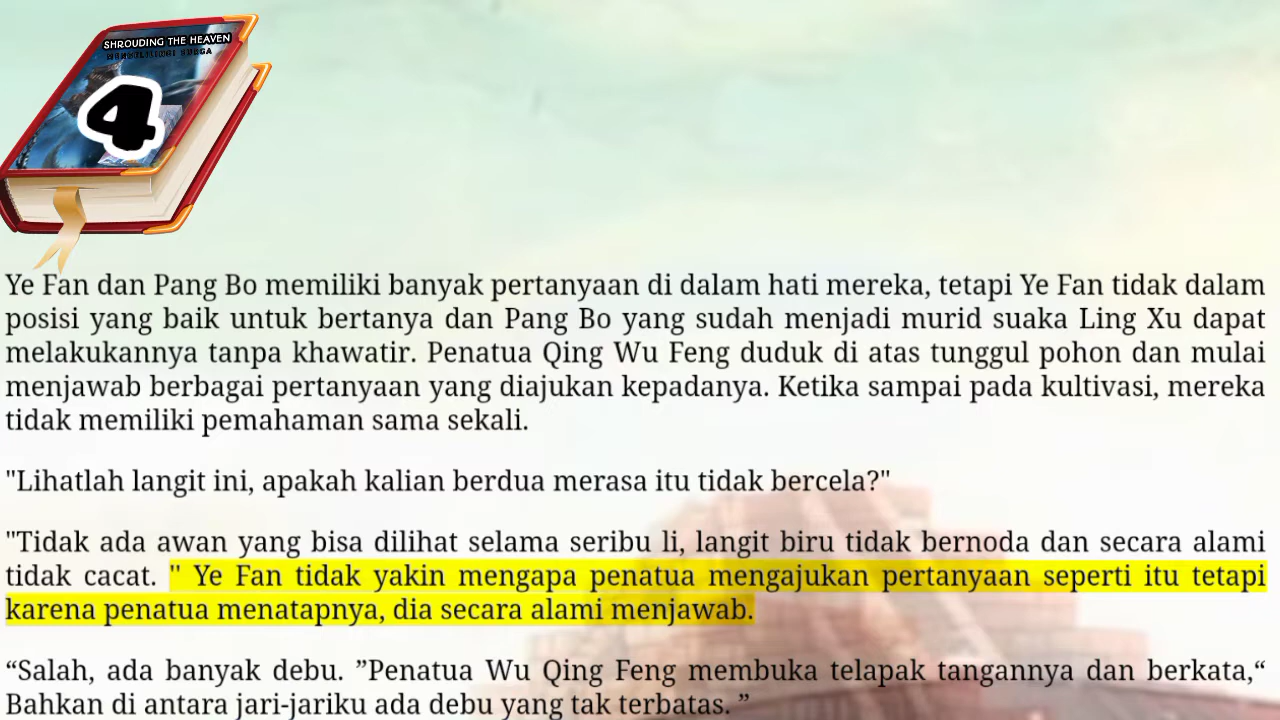 SHROUDING THE HEAVEN
4
Ye Fan dan Pang Bo memiliki banyak pertanyaan di dalam hati mereka, tetapi Ye Fan tidak dalam
posisi yang baik untuk bertanya dan Pang Bo yang sudah menjadi murid suaka Ling Xu dapat
melakukannya tanpa khawatir. Penatua Qing Wu Feng duduk di atas tunggul pohon dan mulai
menjawab berbagai pertanyaan yang diajukan kepadanya. Ketika sampai pada kultivasi, mereka
tidak memiliki pemahaman sama sekali.
"Lihatlah langit ini, apakah kalian berdua merasa itu tidak bercela?"
"Tidak ada awan yang bisa dilihat selama seribu li, langit biru tidak bernoda dan secara alami
tidak cacat. " Ye Fan tidak yakin mengapa penatua mengajukan pertanyaan seperti itu tetapi
karena penatua menatapnya, dia secara alami menjawab.
“Salah, ada banyak debu. ”Penatua Wu Qing Feng membuka telapak tangannya dan berkata,“
Bahkan di antara jari-jariku ada debu yang tak terbatas. ”